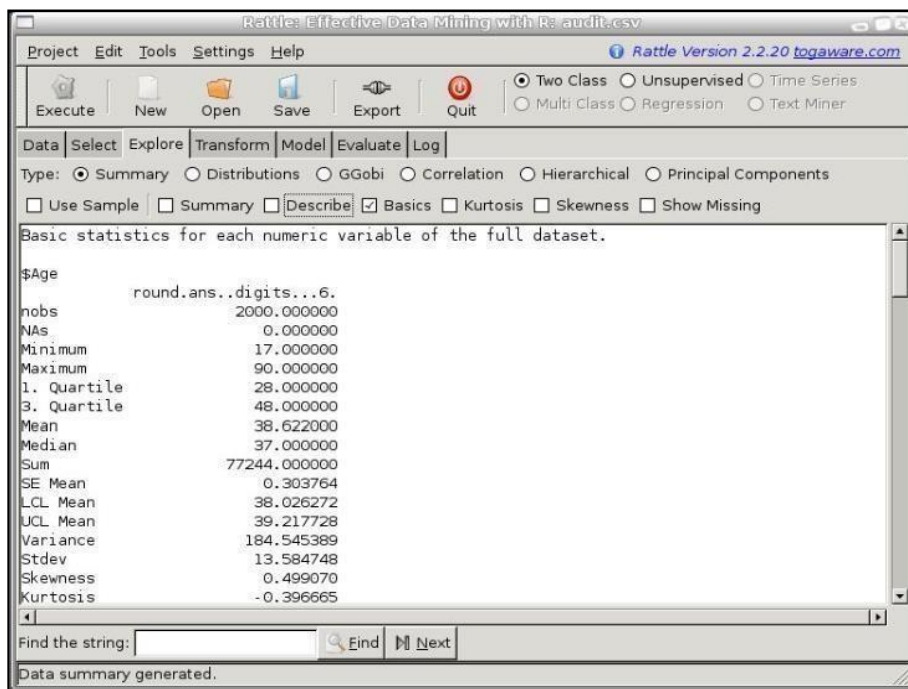 Rattle: Effective Data Mining with R: audit.csv
Project Edit Tools Settings Help Rattle Version 2.2.20 togaware.com
Execute New Open Save Export Quit Two Class Unsupervised Time Series
Multi Class Regression Text Miner
Data Select Explore Transform Model Evaluate Log
Type: Summary Distributions GGobi Correlation Hierarchical Principal Components
Use Sample Summary Describe Basics Kurtosis Skewness Show Missing
Basic statistics for each numeric variable of the full dataset.
$Age
round.ans..digits...6.
nobs 2000.000000
NAs 0.000000
Minimum 17.000000
Maximum 90.000000
1. Quartile 28.000000
3. Quartile 48.000000
Mean 38.622000
Median 37.000000
Sum 77244.000000
SE Mean 0.303764
LCL Mean 38.026272
UCL Mean 39.217728
Variance 184.545389
Stdev 13.584748
Skewness 0.499070
Kurtosis -0.396665
Find the string: Find Next
Data summary generated.